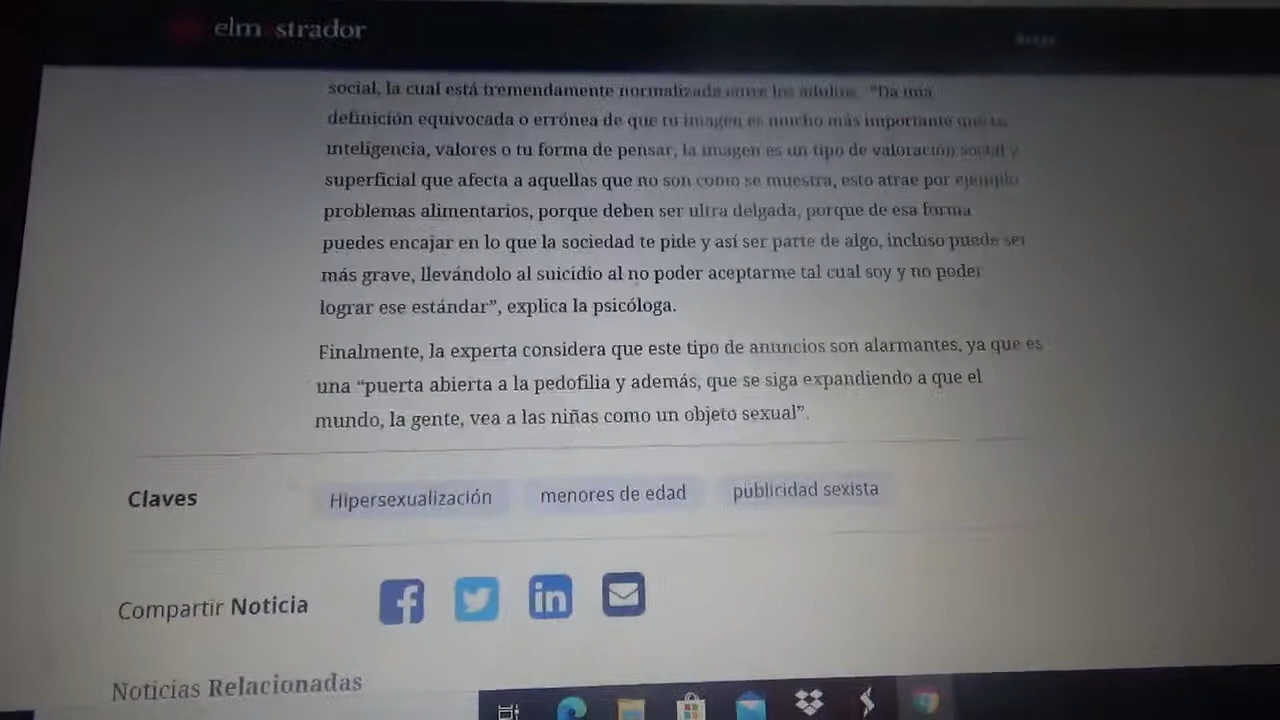 elm strador
social, la cual está tremendamente normalizada entre los adultos. "Da una
definición equivocada o errónea de que tu imagen es mucho más importante que tu
inteligencia, valores o tu forma de pensar, la imagen es un tipo de valoración social y
superficial que afecta a aquellas que no son como se muestra, esto atrae por ejemplo
problemas alimentarios, porque deben ser ultra delgada, porque de esa forma
puedes encajar en lo que la sociedad te pide y así ser parte de algo, incluso puede ser
más grave, llevándolo al suicidio al no poder aceptarme tal cual soy y no poder
lograr ese estándar", explica la psicóloga.
Finalmente, la experta considera que este tipo de anuncios son alarmantes, ya que es
una "puerta abierta a la pedofilia y además, que se siga expandiendo a que el
mundo, la gente, vea a las niñas como un objeto sexual".
Claves
Hipersexualización
menores de edad
publicidad sexista
Compartir Noticia
Noticias Relacionadas